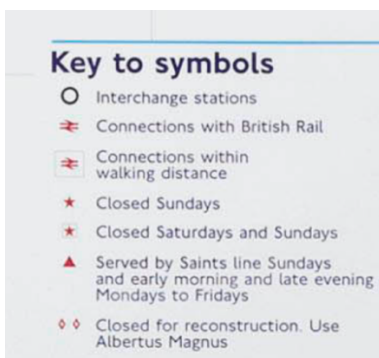 Key to symbols
Interchange stations
Connections with British Rail
Connections within
walking distance
Closed Sundays
Closed Saturdays and Sundays
Served by Saints line Sundays
and early morning and late evening
Mondays to Fridays
Closed for reconstruction. Use
Albertus Magnus